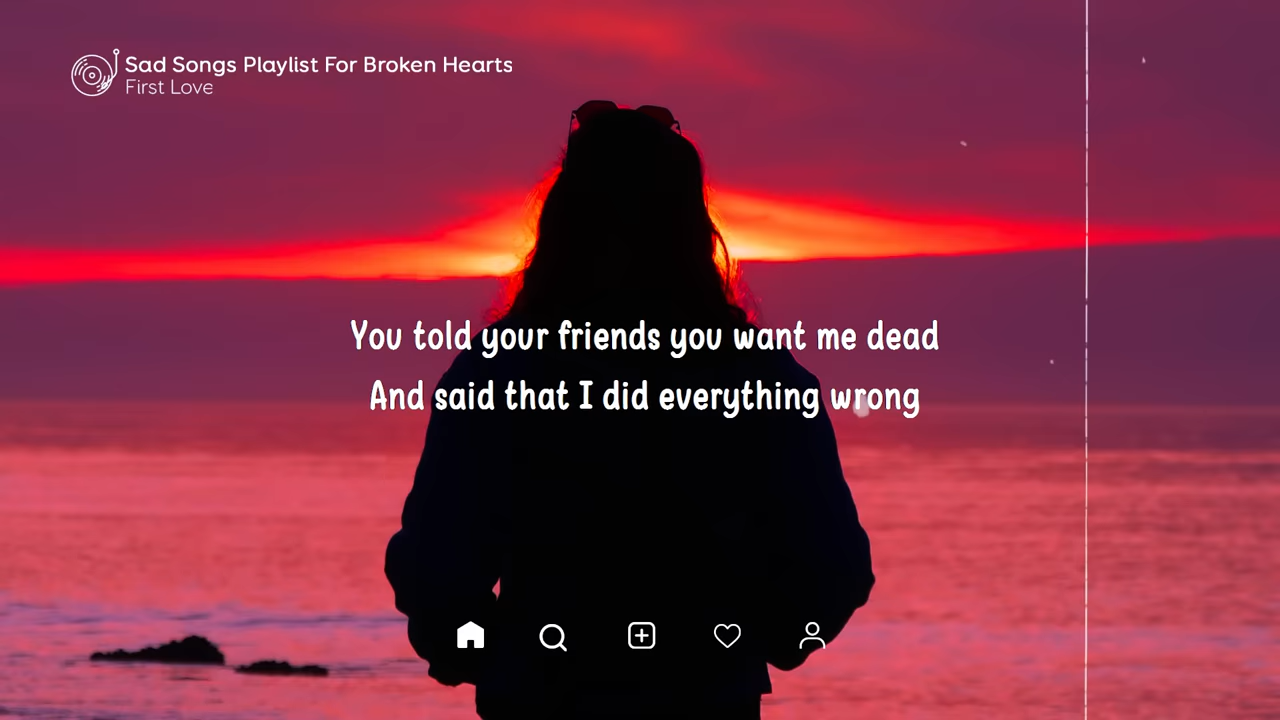 Sad Songs Playlist For Broken Hearts
First Love
You told your friends you want me dead
And said that I did everything wrong